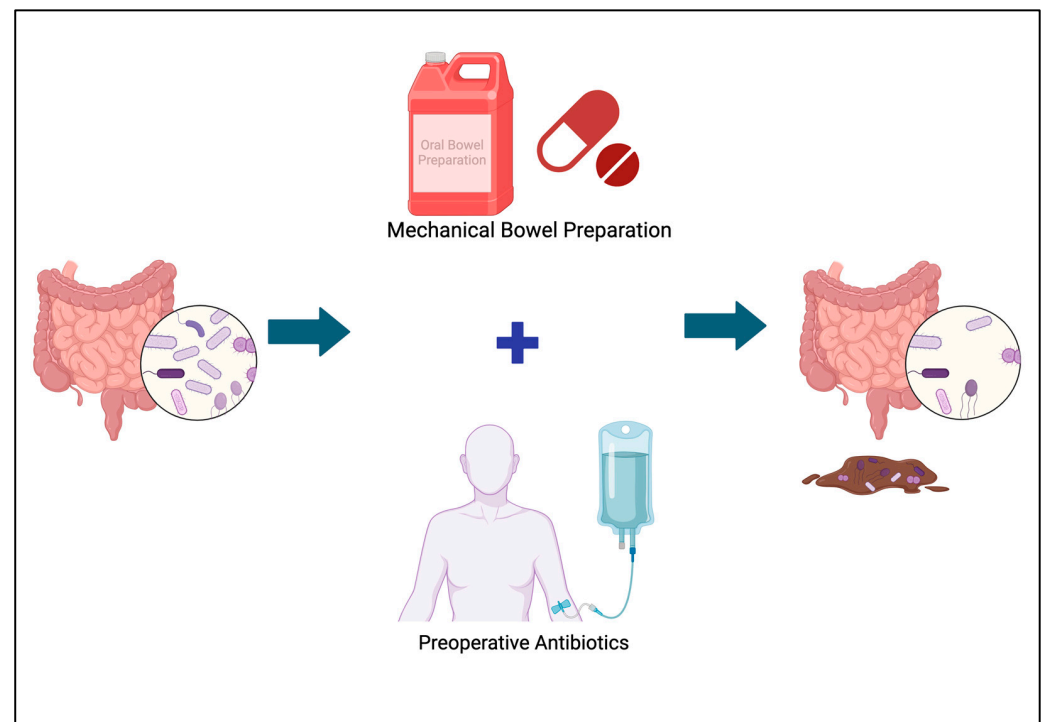 Oral Bowel
Preparation
Mechanical Bowel Preparation
Preoperative Antibiotics